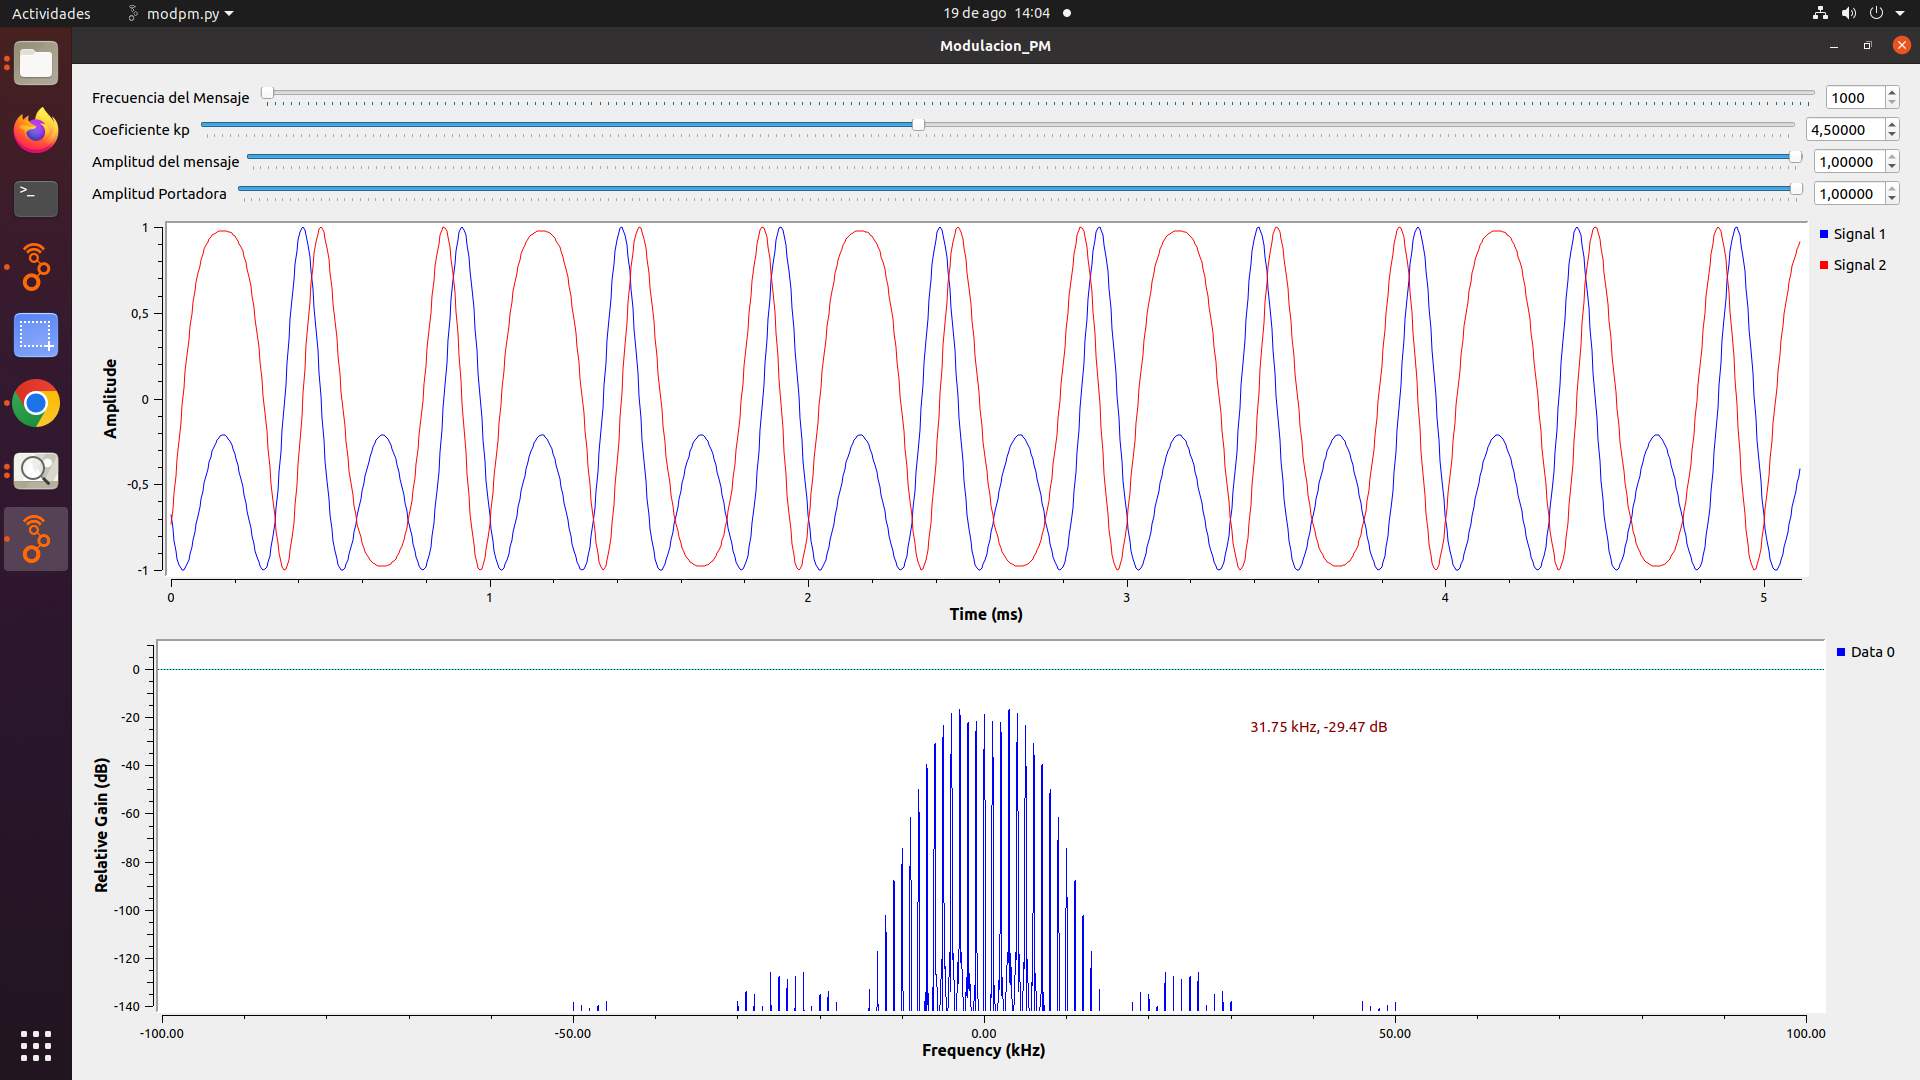 Actividades modpm.py 19 de ago 14:04
Modulacion_PM
Frecuencia del Mensaje 1000
Coeficiente kp 4,50000
Amplitud del mensaje 1,00000
Amplitud Portadora 1,00000
Signal 1
Signal 2
Amplitude
1
0,5
0
-0,5
-1
0 1 2 3 4 5
Time (ms)
Data 0
31.75 kHz, -29.47 dB
Relative Gain (dB)
0
-20
-40
-60
-80
-100
-120
-140
-100.00 -50.00 0.00 50.00 100.00
Frequency (kHz)